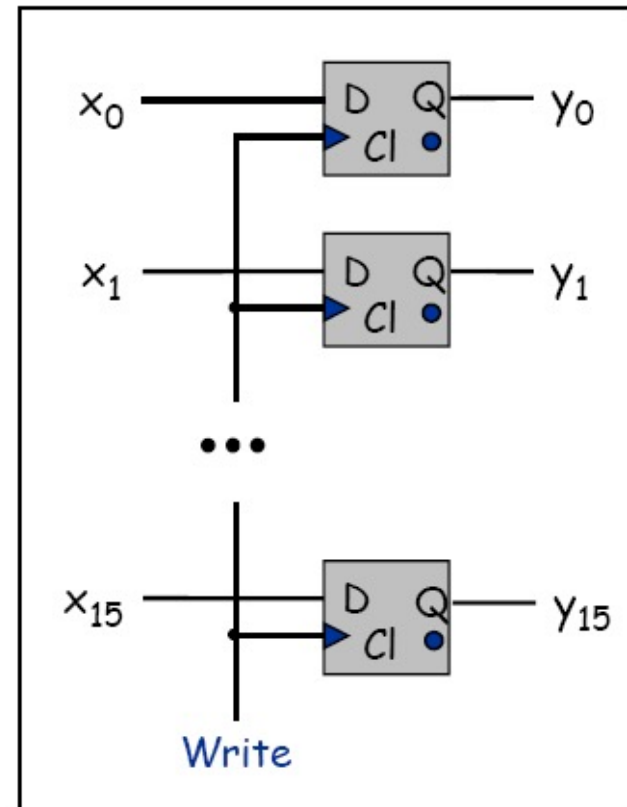 x₀ D Q y₀
Cl
x₁ D Q y₁
Cl
•••
x₁₅ D Q y₁₅
Cl
Write